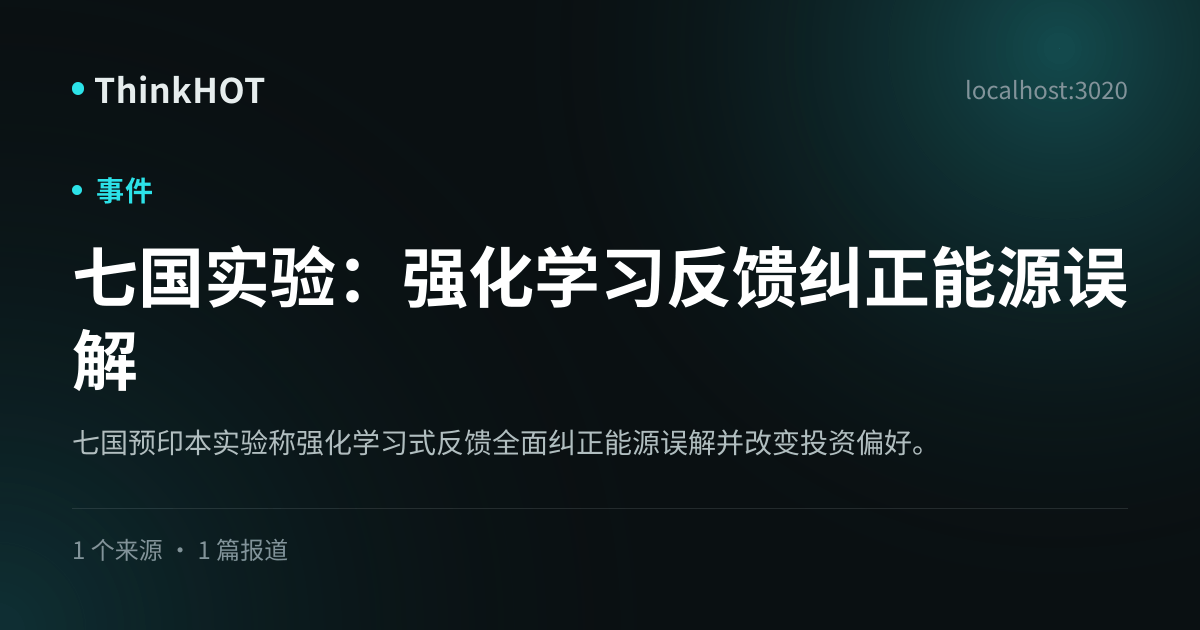 ThinkHOT
localhost:3020
事件
七国实验：强化学习反馈纠正能源误
解
七国预印本实验称强化学习式反馈全面纠正能源误解并改变投资偏好。
1 个来源 · 1 篇报道